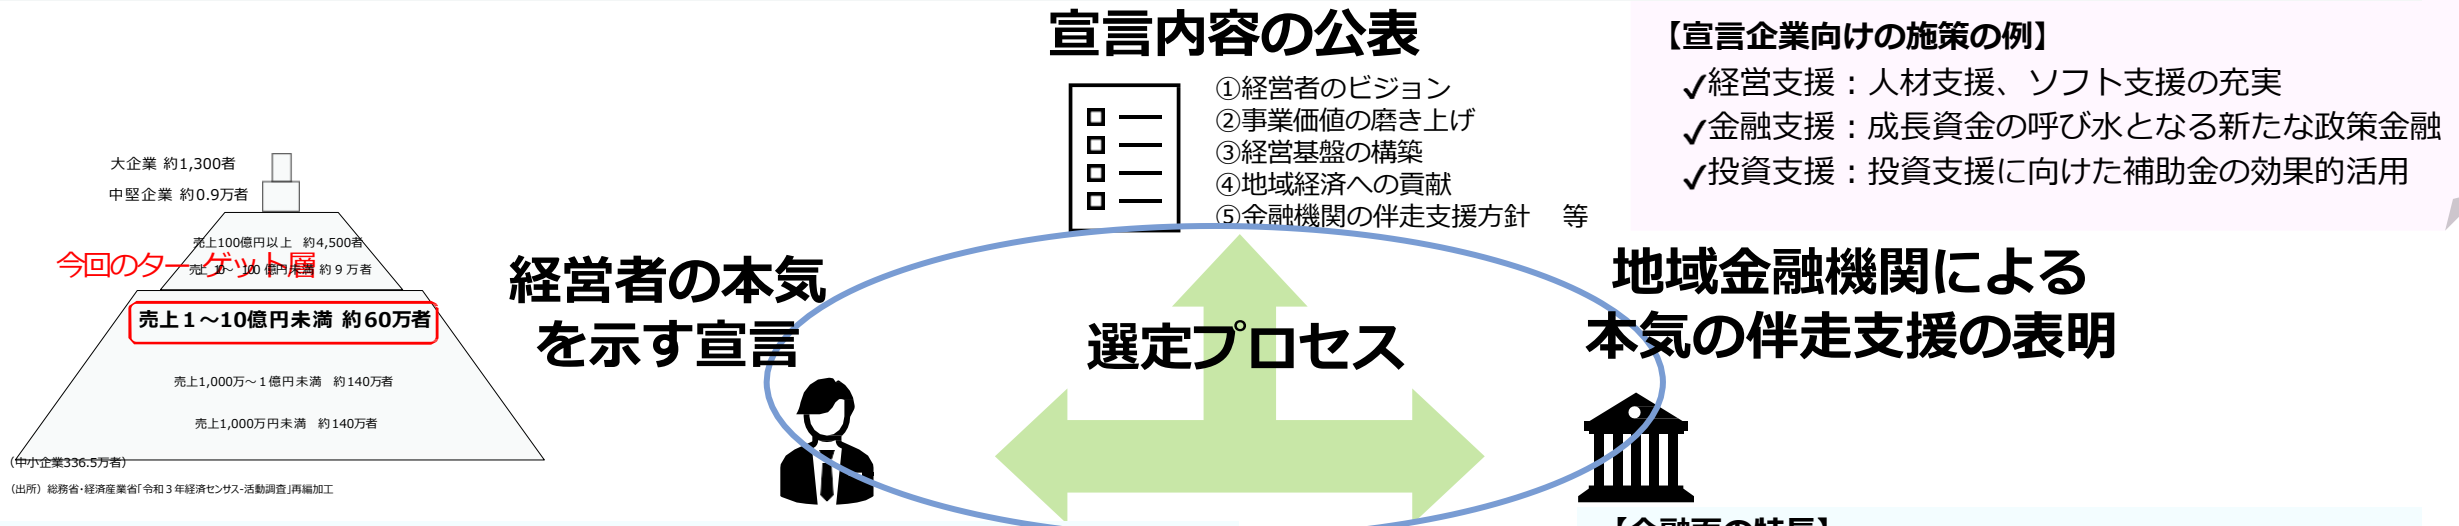 大企業 約1,300者
中堅企業 約0.9万者
売上100億円以上 約4,500者
今回のターゲット層
売上 10～ 100 億円未満 約９万者
売上１～10億円未満 約60万者
売上1,000万～１億円未満 約140万者
売上1,000万円未満 約140万者
（中小企業336.5万者）
（出所）総務省・経済産業省「令和３年経済センサス-活動調査」再編加工
経営者の本気
を示す宣言
宣言内容の公表
①経営者のビジョン
②事業価値の磨き上げ
③経営基盤の構築
④地域経済への貢献
⑤金融機関の伴走支援方針 等
選定プロセス
【宣言企業向けの施策の例】
✓経営支援：人材支援、ソフト支援の充実
✓金融支援：成長資金の呼び水となる新たな政策金融
✓投資支援：投資支援に向けた補助金の効果的活用
地域金融機関による
本気の伴走支援の表明
【金融面の特長】